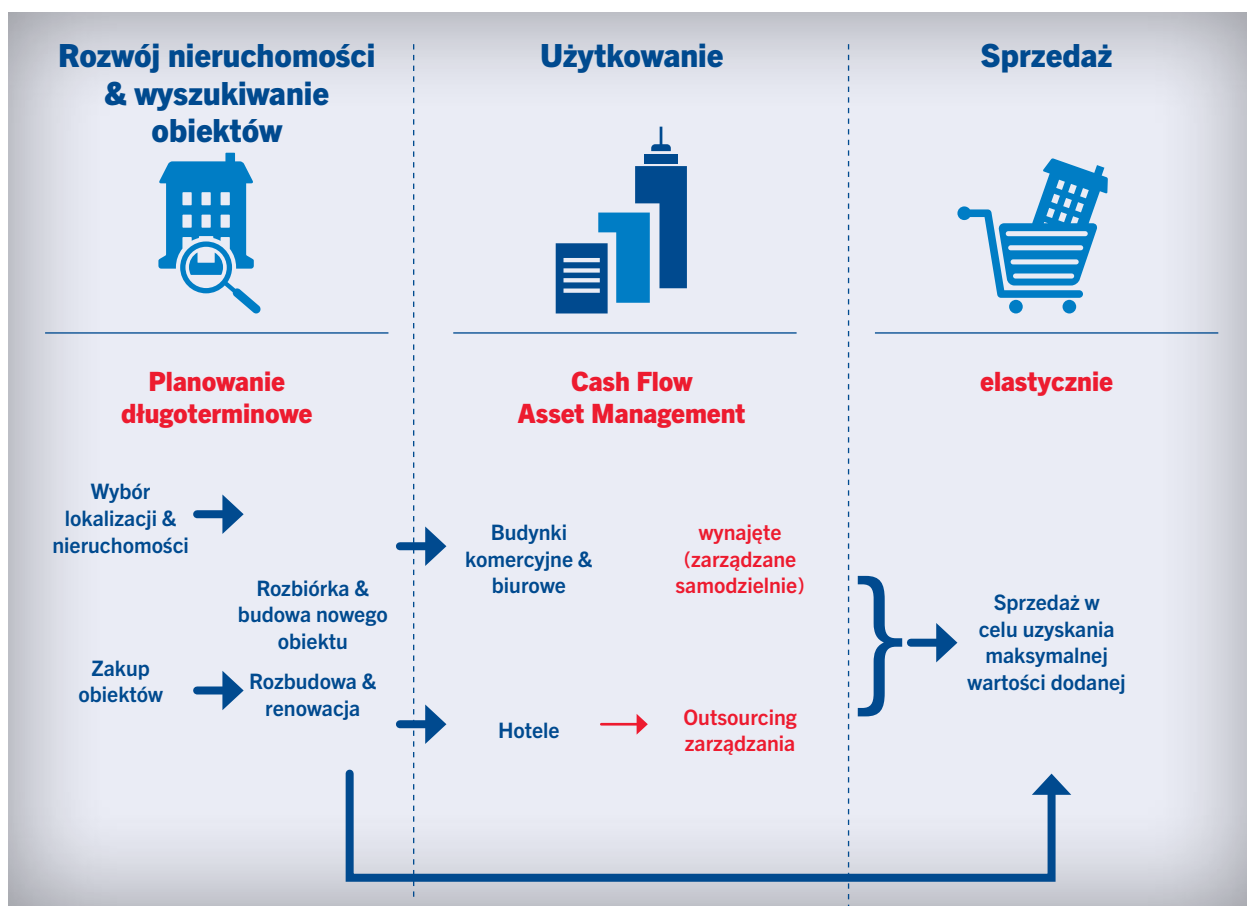 Rozwój nieruchomości
& wyszukiwanie
obiektów
Użytkowanie
Sprzedaż
Planowanie
długoterminowe
Cash Flow
Asset Management
elastycznie
Wybór
lokalizacji &
nieruchomości
Rozbiórka &
budowa nowego
obiektu
Zakup
obiektów
Rozbudowa &
renowacja
Budynki
komercyjne &
biurowe
wynajęte
(zarządzane
samodzielnie)
Hotele
Outsourcing
zarządzania
Sprzedaż w
celu uzyskania
maksymalnej
wartości dodanej